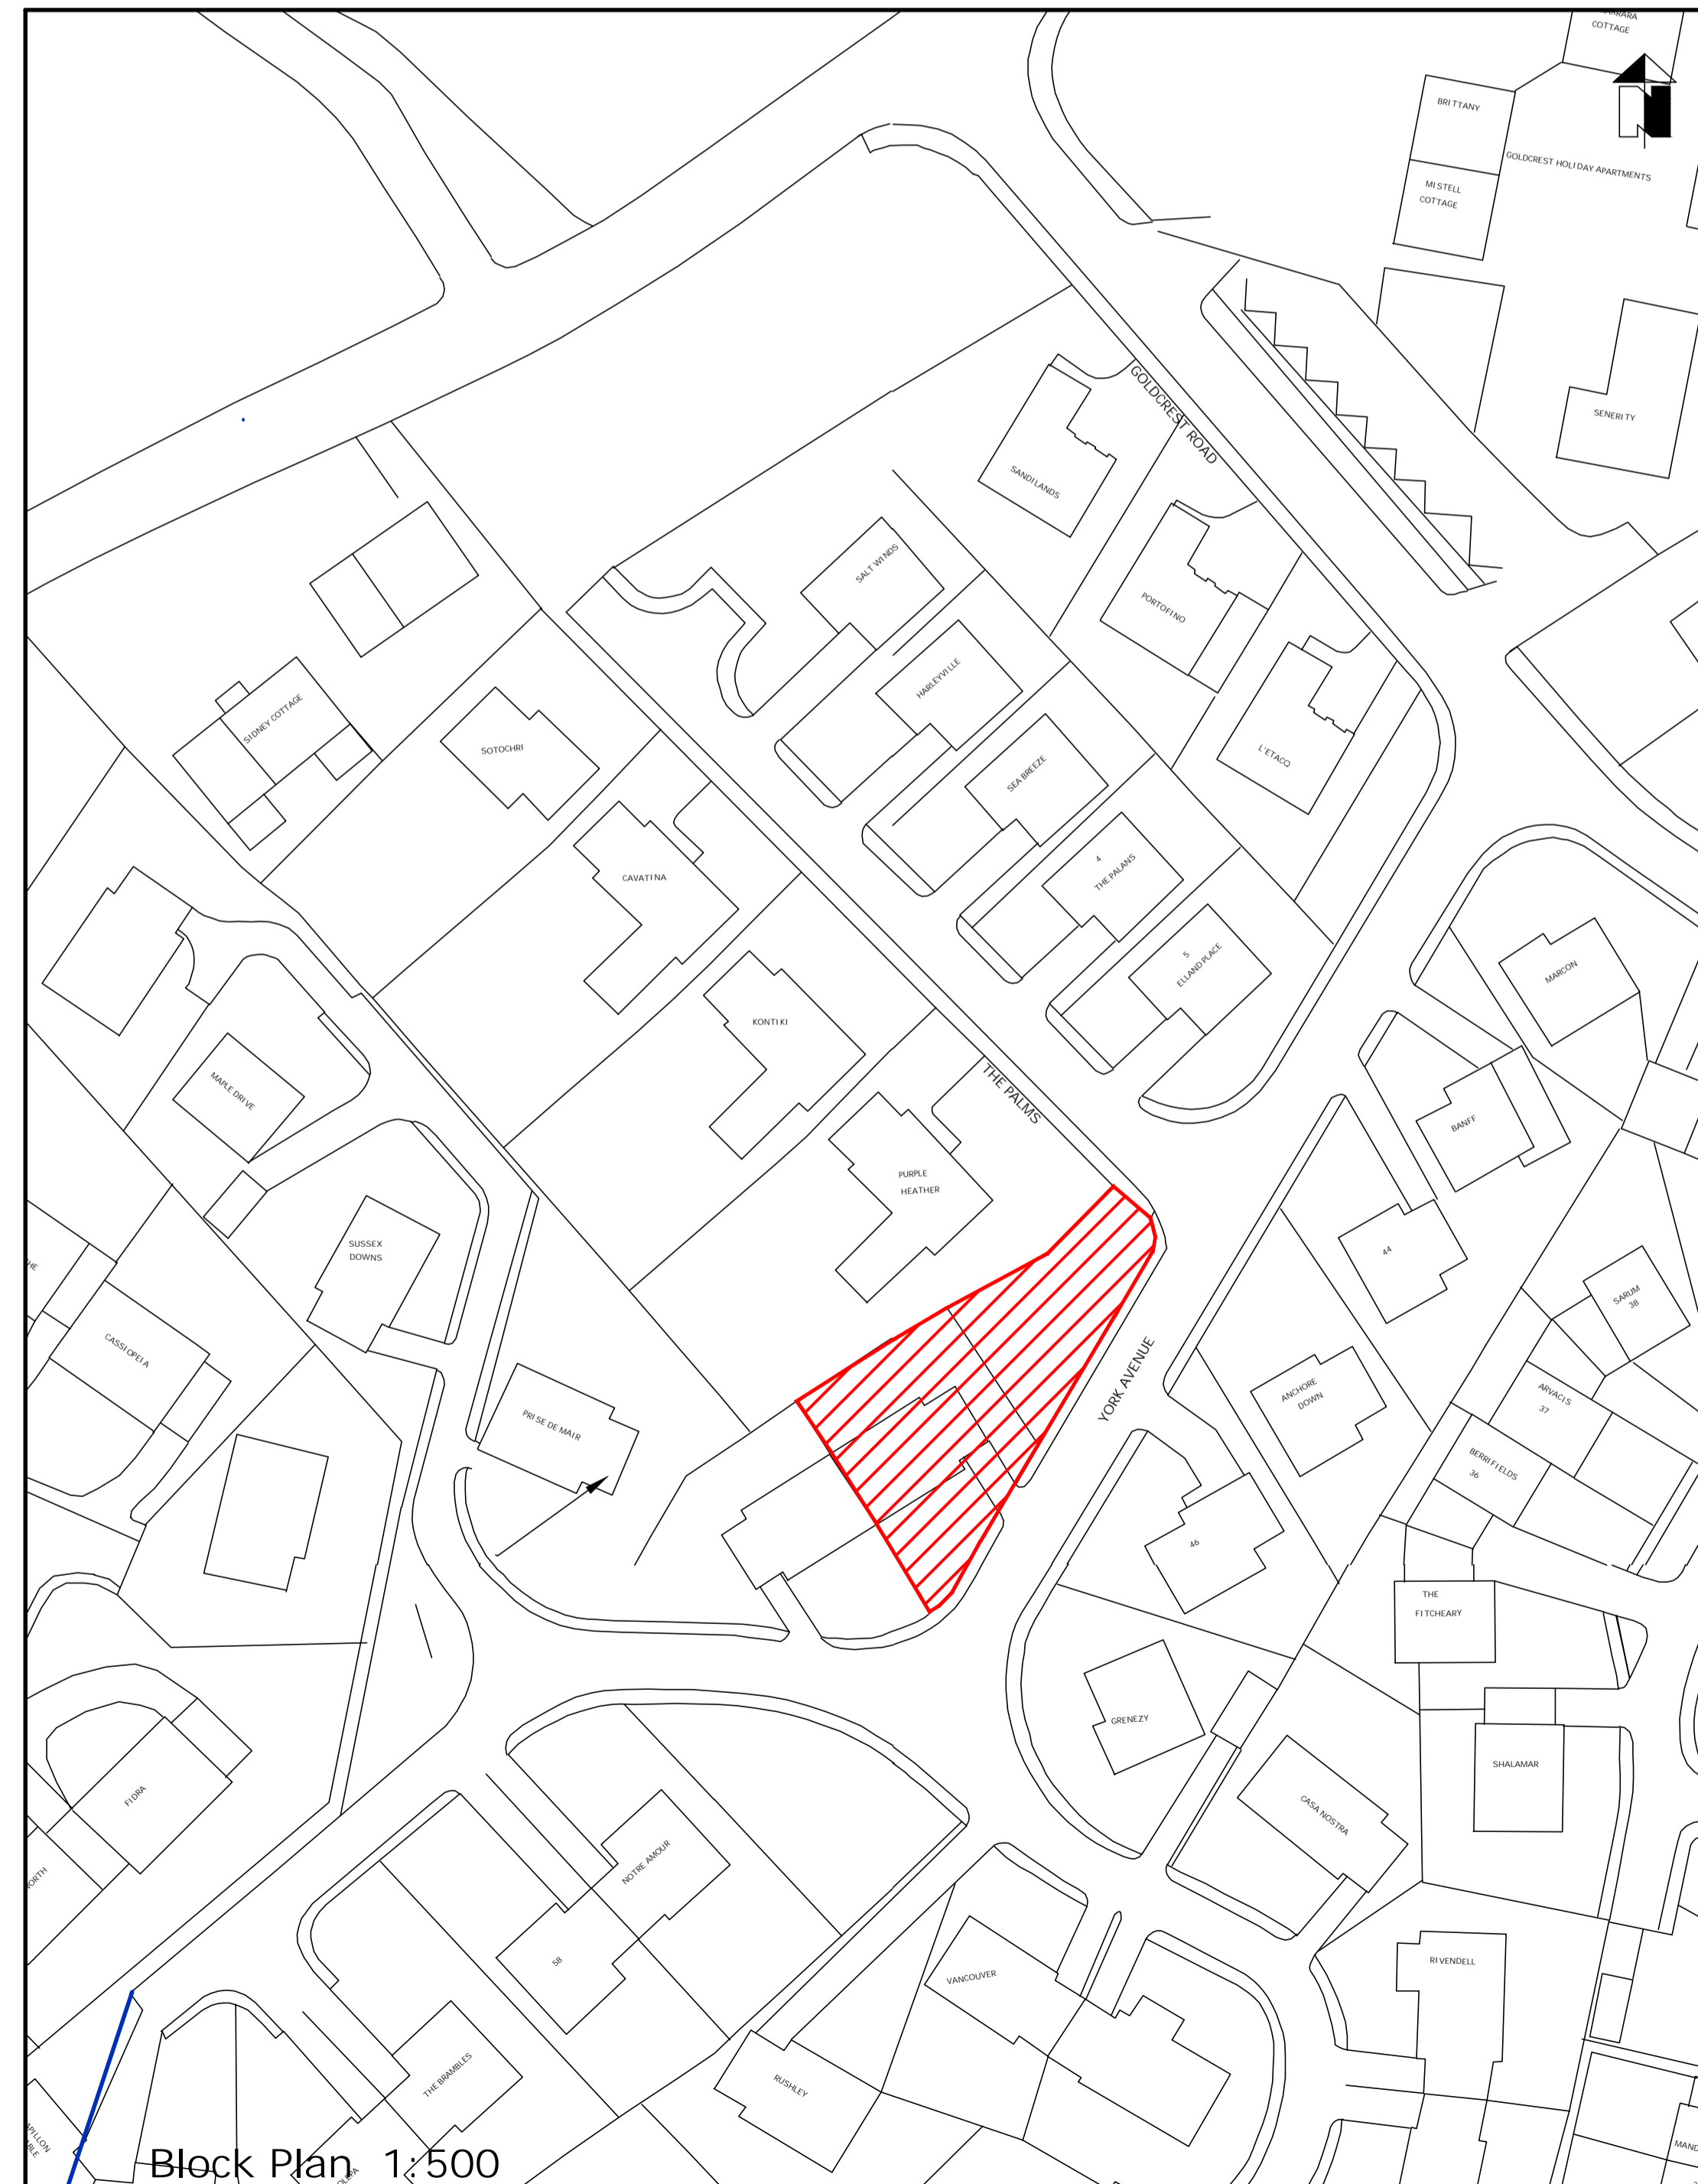 COTTAGE
BRITTANY
GOLDCREST HOLIDAY APARTMENTS
MISTELL
COTTAGE
SENERITY
GOLDCREST ROAD
SANDILANDS
SALT WINDS
PORTOFINO
HARLEYVILLE
SIDNEY COTTAGE
SOTOCHRI
L'ETACQ
SEA BREEZE
4
THE PALANS
CAVATINA
5
ELLAND PLACE
MARCON
KONTIKI
MAPLE DRIVE
THE PALMS
BANFF
PURPLE
HEATHER
SUSSEX
DOWNS
44
SARUM
38
CASSIOPEIA
YORK AVENUE
ANCHORE
DOWN
ARVACIS
37
PRISE DE MAIR
BERRIFIELDS
36
46
THE
FITCHEARY
GRENEZY
SHALAMAR
FIDRA
CASA NOSTRA
NOTRE AMOUR
58
VANCOUVER
RIVENDELL
THE BRAMBLES
RUSHLEY
Block Plan 1:500